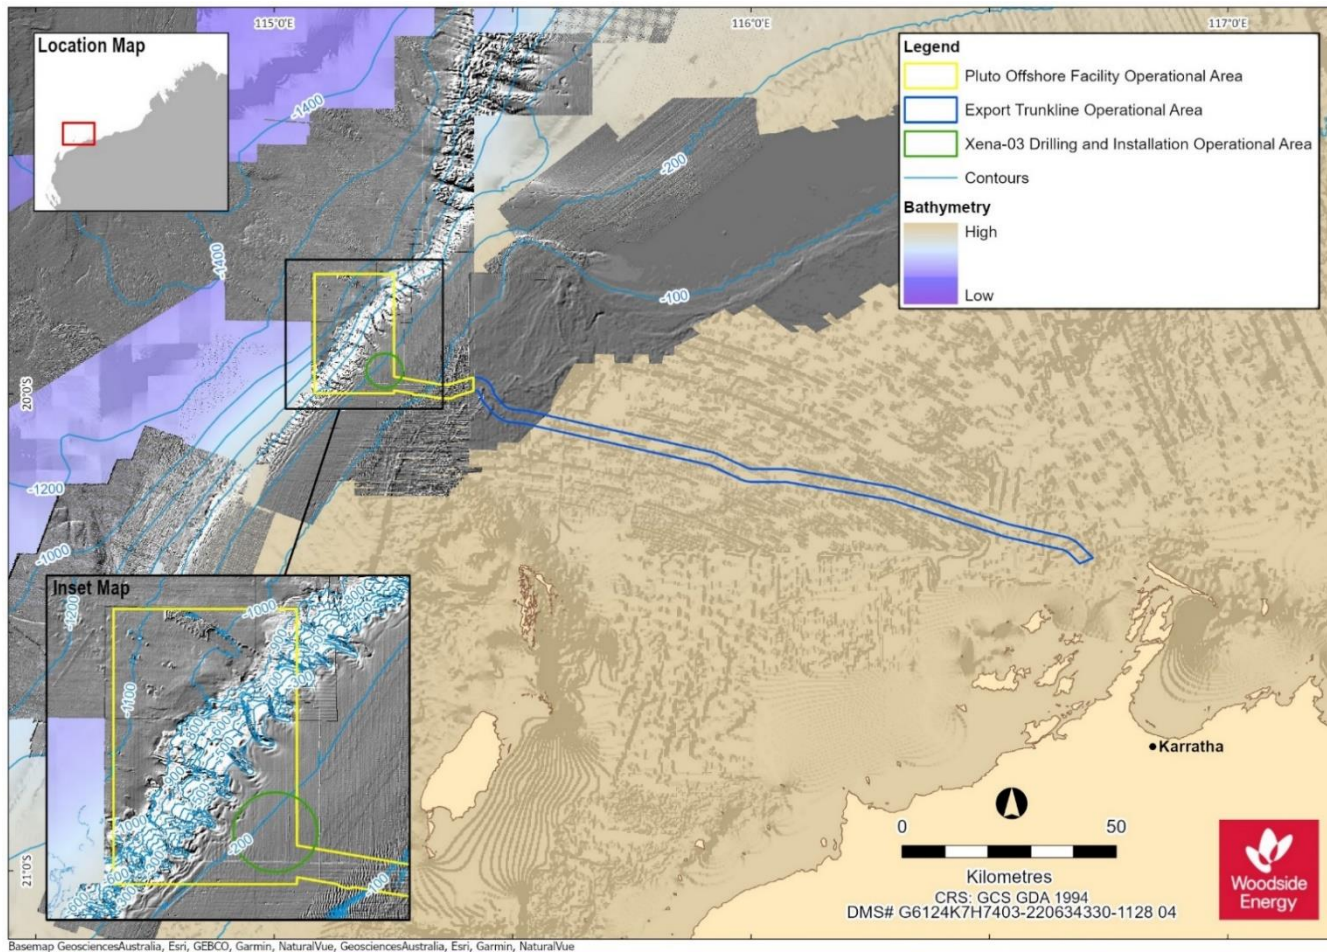 115°0'E
116°0'E
117°0'E
Location Map
Legend
Pluto Offshore Facility Operational Area
Export Trunkline Operational Area
Xena-03 Drilling and Installation Operational Area
Contours
Bathymetry
High
Low
-1400
-200
-1400
-100
20°0'S
-1200
-1000
-1200
Inset Map
-1000
-1100
-1000
-200
-100
21°0'S
Karratha
0
50
Kilometres
CRS: GCS GDA 1994
DMS# G6124K7H7403-220634330-1128 04
Woodside
Energy
Basemap GeosciencesAustralia, Esri, GEBCO, Garmin, NaturalVue, GeosciencesAustralia, Esri, Garmin, NaturalVue